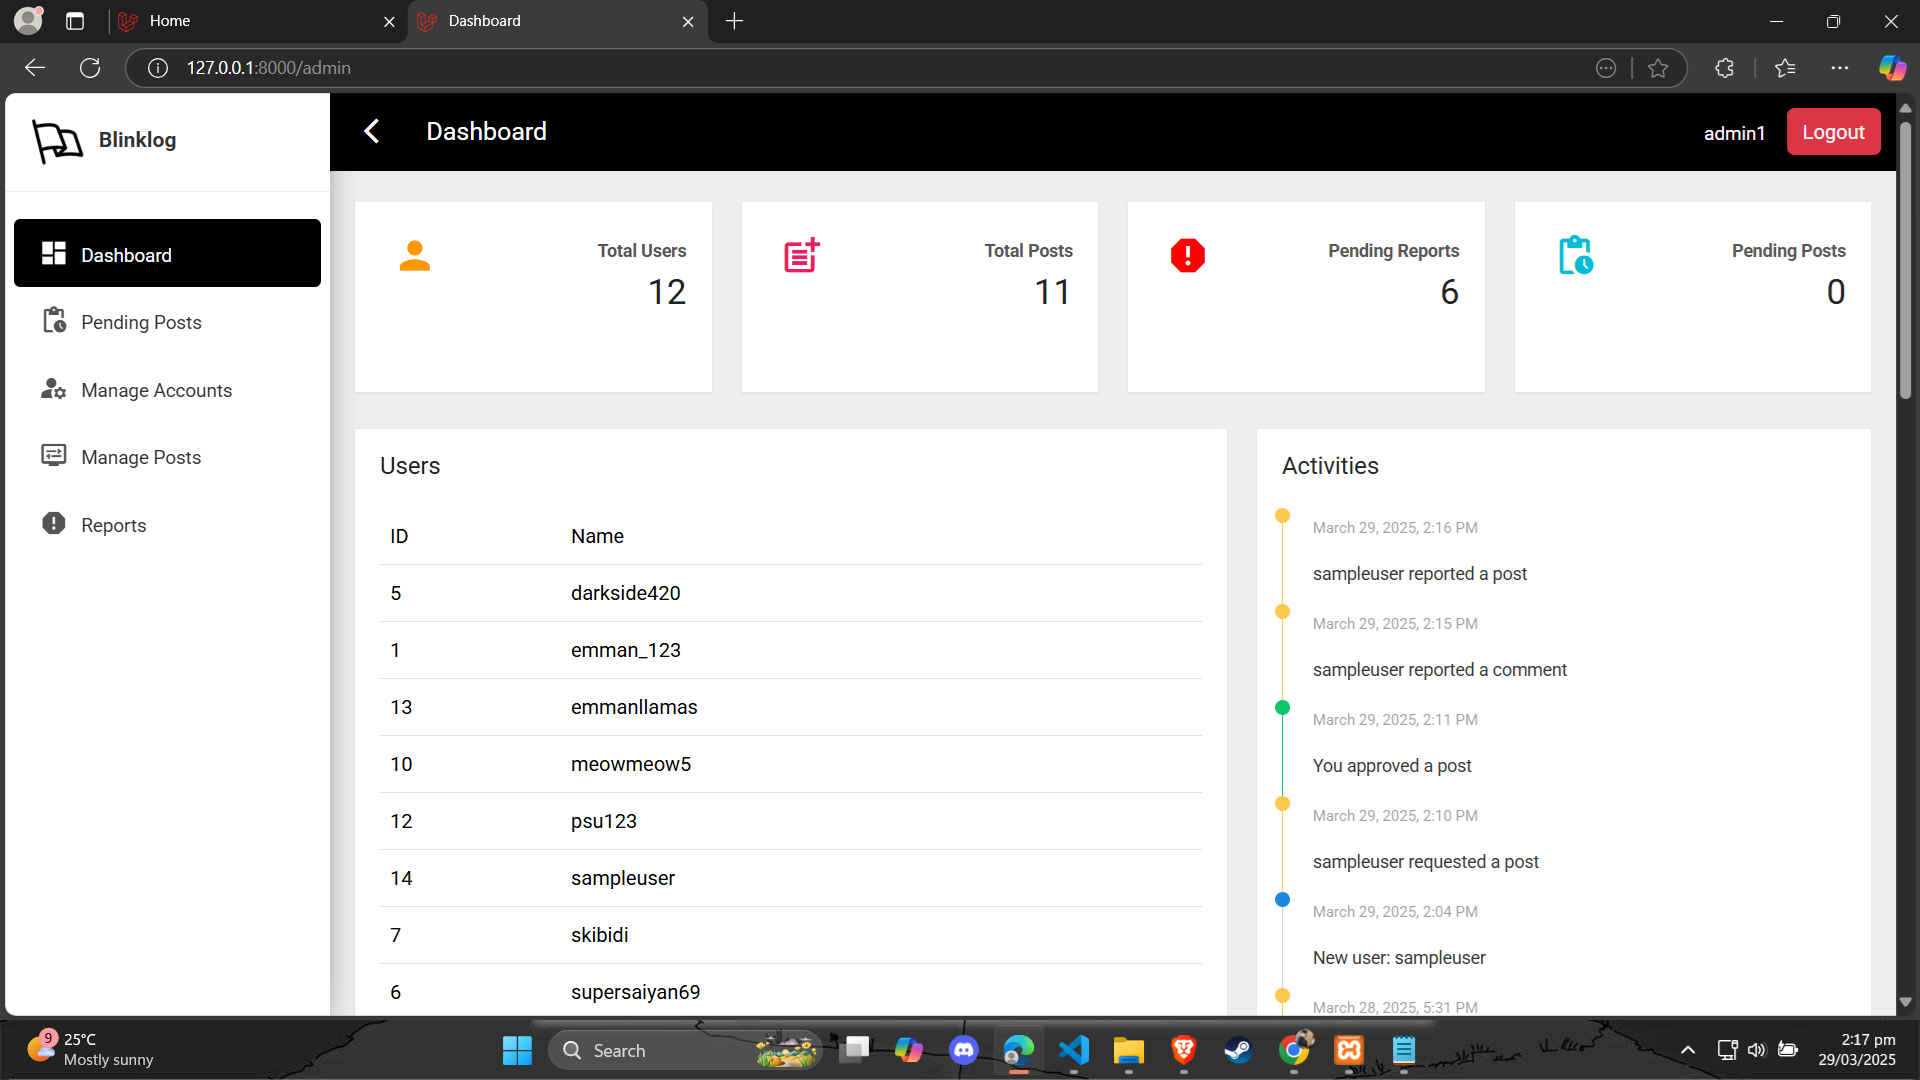 Home
Dashboard
127.0.0.1:8000/admin
Blinklog
Dashboard
admin1
Logout
Dashboard
Pending Posts
Manage Accounts
Manage Posts
Reports
Total Users
12
Total Posts
11
Pending Reports
6
Pending Posts
0
Users
ID Name
5 darkside420
1 emman_123
13 emmanllamas
10 meowmeow5
12 psu123
14 sampleuser
7 skibidi
6 supersaiyan69
Activities
March 29, 2025, 2:16 PM
sampleuser reported a post
March 29, 2025, 2:15 PM
sampleuser reported a comment
March 29, 2025, 2:11 PM
You approved a post
March 29, 2025, 2:10 PM
sampleuser requested a post
March 29, 2025, 2:04 PM
New user: sampleuser
March 28, 2025, 5:31 PM
9
25°C
Mostly sunny
Search
2:17 pm
29/03/2025